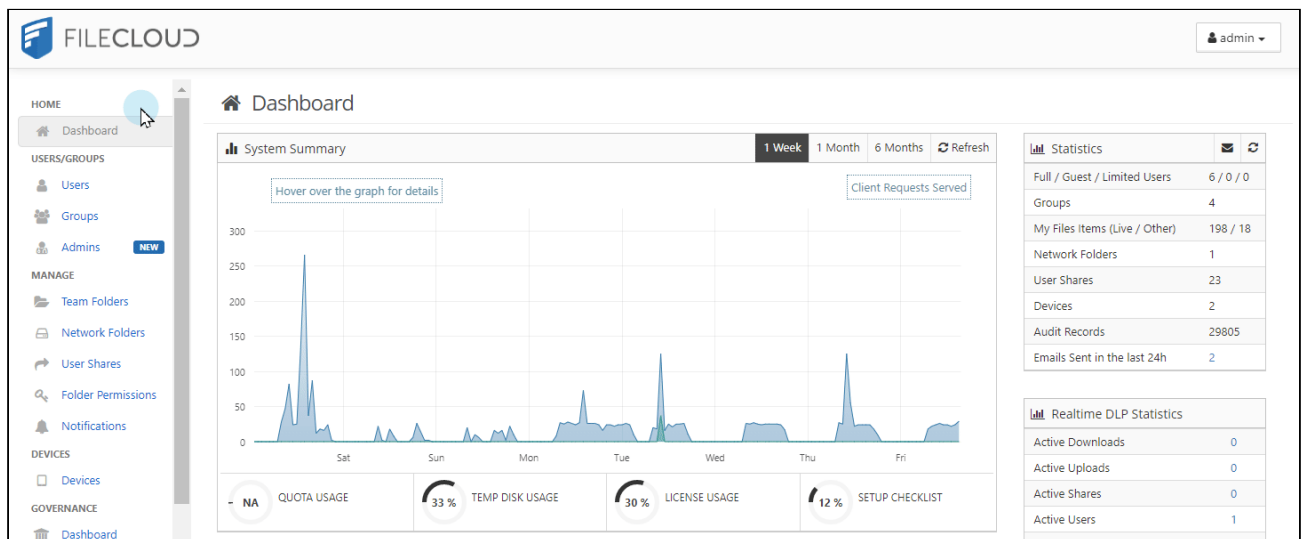 FILECLOUD
admin
HOME
Dashboard
USERS/GROUPS
Users
Groups
Admins NEW
MANAGE
Team Folders
Network Folders
User Shares
Folder Permissions
Notifications
DEVICES
Devices
GOVERNANCE
Dashboard
Dashboard
System Summary
1 Week 1 Month 6 Months Refresh
Hover over the graph for details
Client Requests Served
300
250
200
150
100
50
0
Sat Sun Mon Tue Wed Thu Fri
NA QUOTA USAGE
33 % TEMP DISK USAGE
30 % LICENSE USAGE
12 % SETUP CHECKLIST
Statistics
Full / Guest / Limited Users 6 / 0 / 0
Groups 4
My Files Items (Live / Other) 198 / 18
Network Folders 1
User Shares 23
Devices 2
Audit Records 29805
Emails Sent in the last 24h 2
Realtime DLP Statistics
Active Downloads 0
Active Uploads 0
Active Shares 0
Active Users 1